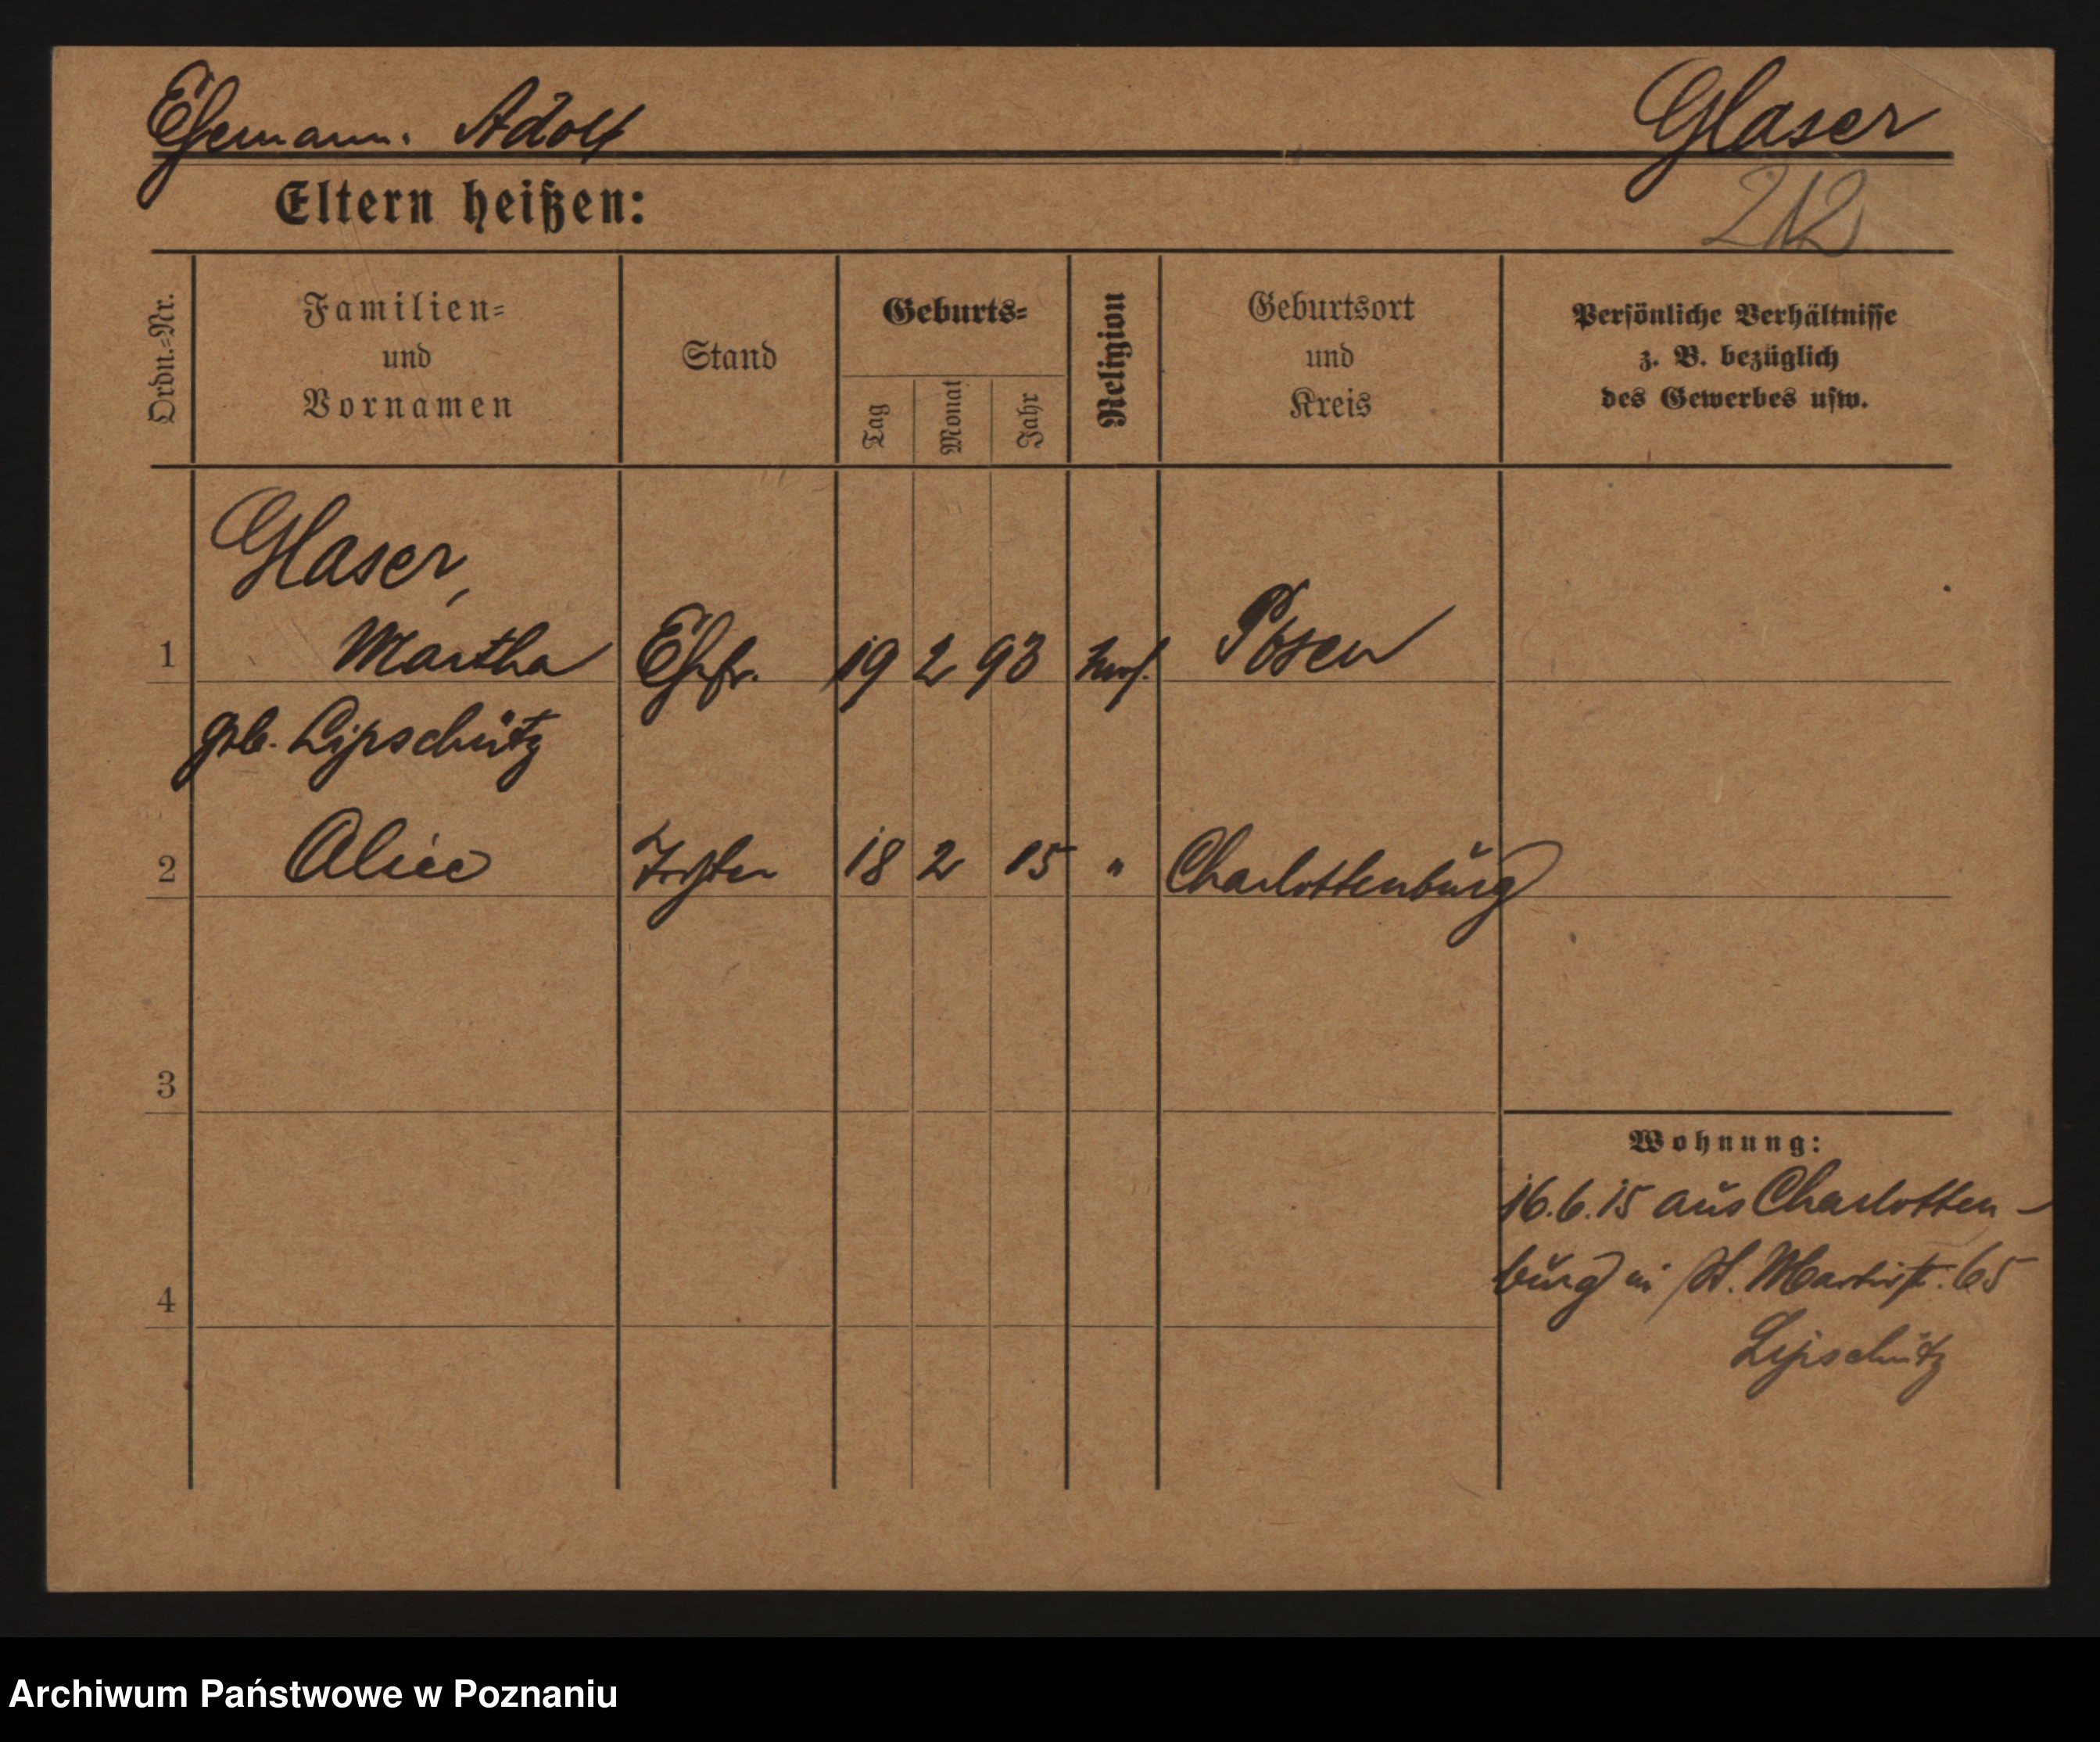 Ehemann. Adolf Glaser
212
Eltern heißen:
Ordn.-Nr.
Familien-
und
Vornamen
Stand
Geburts-
Tag
Monat
Jahr
Religion
Geburtsort
und
Kreis
Persönliche Verhältnisse
z. B. bezüglich
des Gewerbes usw.
Glaser,
1 Martha Ehfr. 19 2 93 Posen
geb. Lipschütz
2 Alice Tochter 18 2 15 " Charlottenburg
3
4
Wohnung:
16.6.15 aus Charlotten-
burg in St. Martinstr. 65
Lipschütz
Archiwum Państwowe w Poznaniu